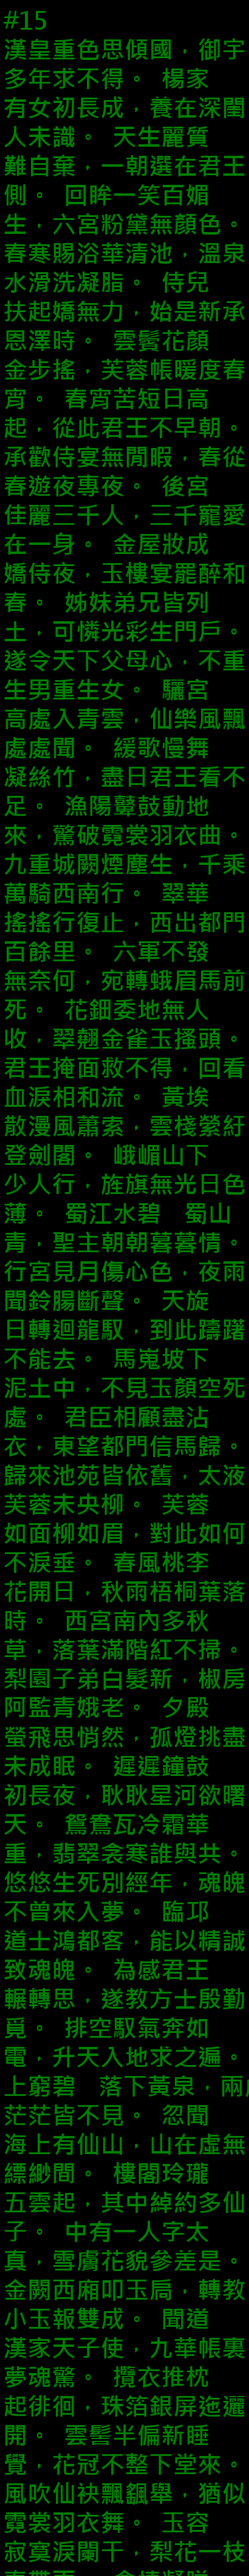 #15
漢皇重色思傾國，御宇
多年求不得。 楊家
有女初長成，養在深閨
人未識。 天生麗質
難自棄，一朝選在君王
側。 回眸一笑百媚
生，六宮粉黛無顏色。
春寒賜浴華清池，溫泉
水滑洗凝脂。 侍兒
扶起嬌無力，始是新承
恩澤時。 雲鬢花顏
金步搖，芙蓉帳暖度春
宵。 春宵苦短日高
起，從此君王不早朝。
承歡侍宴無閒暇，春從
春遊夜專夜。 後宮
佳麗三千人，三千寵愛
在一身。 金屋妝成
嬌侍夜，玉樓宴罷醉和
春。 姊妹弟兄皆列
土，可憐光彩生門戶。
遂令天下父母心，不重
生男重生女。 驪宮
高處入青雲，仙樂風飄
處處聞。 緩歌慢舞
凝絲竹，盡日君王看不
足。 漁陽鼙鼓動地
來，驚破霓裳羽衣曲。
九重城闕煙塵生，千乘
萬騎西南行。 翠華
搖搖行復止，西出都門
百餘里。 六軍不發
無奈何，宛轉蛾眉馬前
死。 花鈿委地無人
收，翠翹金雀玉搔頭。
君王掩面救不得，回看
血淚相和流。 黃埃
散漫風蕭索，雲棧縈紆
登劍閣。 峨嵋山下
少人行，旌旗無光日色
薄。 蜀江水碧 蜀山
青，聖主朝朝暮暮情。
行宮見月傷心色，夜雨
聞鈴腸斷聲。 天旋
日轉迴龍馭，到此躊躇
不能去。 馬嵬坡下
泥土中，不見玉顏空死
處。 君臣相顧盡沾
衣，東望都門信馬歸。
歸來池苑皆依舊，太液
芙蓉未央柳。 芙蓉
如面柳如眉，對此如何
不淚垂。 春風桃李
花開日，秋雨梧桐葉落
時。 西宮南內多秋
草，落葉滿階紅不掃。
梨園子弟白髮新，椒房
阿監青娥老。 夕殿
螢飛思悄然，孤燈挑盡
未成眠。 遲遲鐘鼓
初長夜，耿耿星河欲曙
天。 鴛鴦瓦冷霜華
重，翡翠衾寒誰與共。
悠悠生死別經年，魂魄
不曾來入夢。 臨邛
道士鴻都客，能以精誠
致魂魄。 為感君王
輾轉思，遂教方士殷勤
覓。 排空馭氣奔如
電，升天入地求之遍。
上窮碧 落下黃泉，兩
茫茫皆不見。 忽聞
海上有仙山，山在虛無
縹緲間。 樓閣玲瓏
五雲起，其中綽約多仙
子。 中有一人字太
真，雪膚花貌參差是。
金闕西廂叩玉扃，轉教
小玉報雙成。 聞道
漢家天子使，九華帳裏
夢魂驚。 攬衣推枕
起徘徊，珠箔銀屏迤邐
開。 雲髻半偏新睡
覺，花冠不整下堂來。
風吹仙袂飄颻舉，猶似
霓裳羽衣舞。 玉容
寂寞淚闌干，梨花一枝